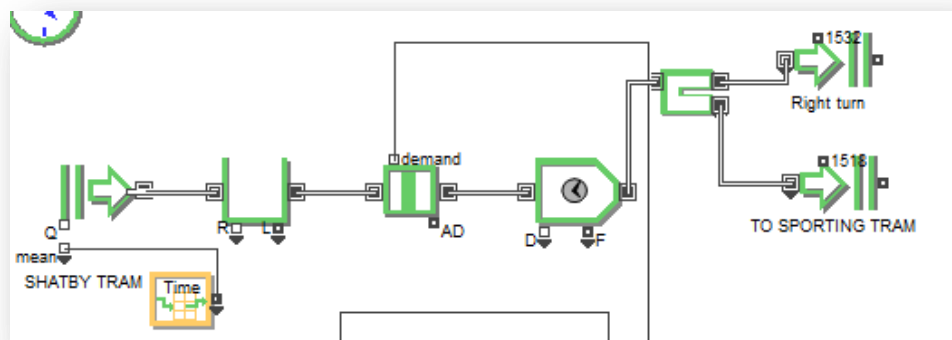 1532
Right turn
demand
1518
R
L
AD
D
F
TO SPORTING TRAM
Q
mean
SHATBY TRAM
Time